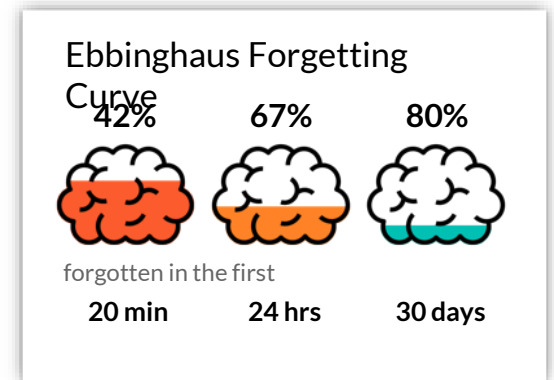 Ebbinghaus Forgetting
Curve
42% 67% 80%
forgotten in the first
20 min 24 hrs 30 days